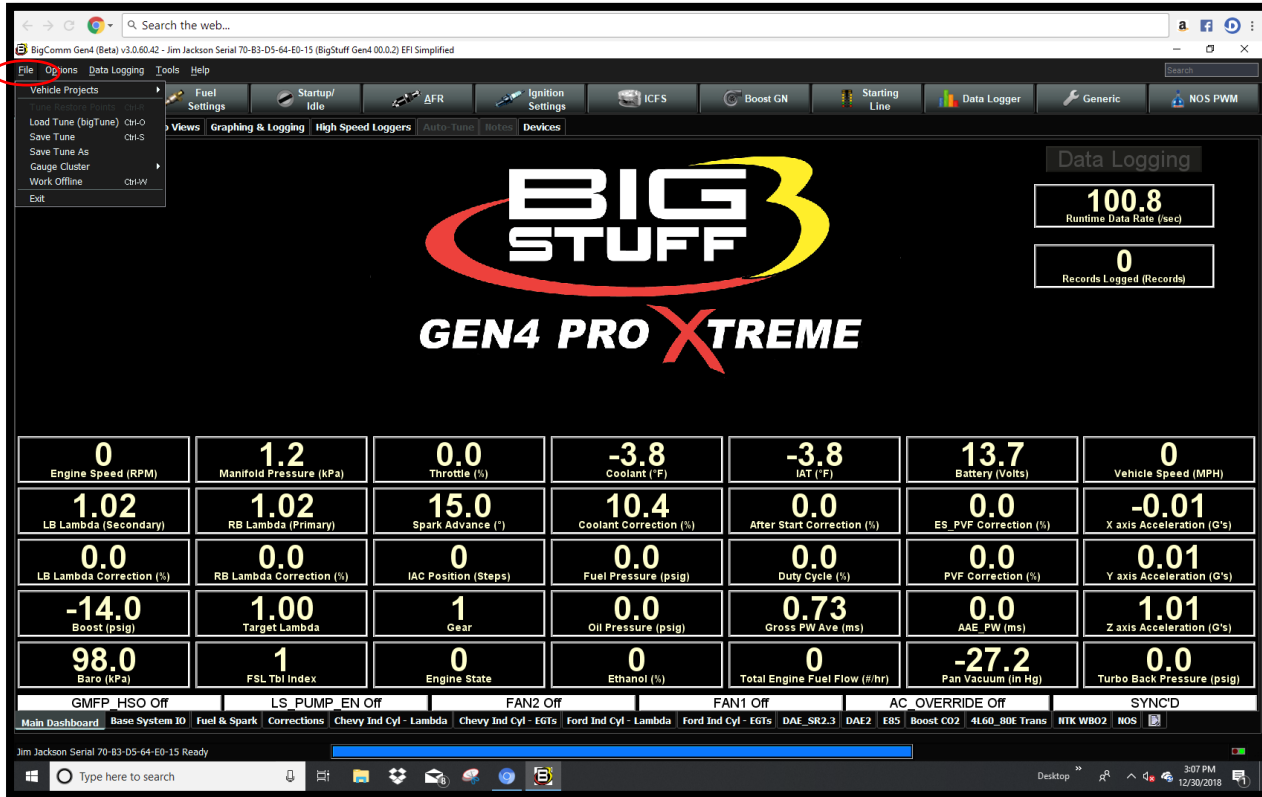 Search the web...
BigComm Gen4 (Beta) v3.0.60.42 - Jim Jackson Serial 70-B3-D5-64-E0-15 (BigStuff Gen4 00.0.2) EFI Simplified
File Options Data Logging Tools Help
Search
Vehicle Projects
Tune Restore Points Ctrl-R
Load Tune (bigTune) Ctrl-O
Save Tune Ctrl-S
Save Tune As
Gauge Cluster
Work Offline Ctrl-W
Exit
Fuel Settings
Startup/ Idle
AFR
Ignition Settings
ICFS
Boost GN
Starting Line
Data Logger
Generic
NOS PWM
Views Graphing & Logging High Speed Loggers Auto-Tune Notes Devices
Data Logging
BIG
STUFF
3
GEN4 PRO XTREME
100.8
Runtime Data Rate (/sec)
0
Records Logged (Records)
0 1.2 0.0 -3.8 -3.8 13.7 0
Engine Speed (RPM) Manifold Pressure (kPa) Throttle (%) Coolant (°F) IAT (°F) Battery (Volts) Vehicle Speed (MPH)
1.02 1.02 15.0 10.4 0.0 0.0 -0.01
LB Lambda (Secondary) RB Lambda (Primary) Spark Advance (°) Coolant Correction (%) After Start Correction (%) ES_PVF Correction (%) X axis Acceleration (G's)
0.0 0.0 0 0.0 0.0 0.0 0.01
LB Lambda Correction (%) RB Lambda Correction (%) IAC Position (Steps) Fuel Pressure (psig) Duty Cycle (%) PVF Correction (%) Y axis Acceleration (G's)
-14.0 1.00 1 0.0 0.73 0.0 1.01
Boost (psig) Target Lambda Gear Oil Pressure (psig) Gross PW Ave (ms) AAE_PW (ms) Z axis Acceleration (G's)
98.0 1 0 0 0 -27.2 0.0
Baro (kPa) FSL Tbl Index Engine State Ethanol (%) Total Engine Fuel Flow (#/hr) Pan Vacuum (in Hg) Turbo Back Pressure (psig)
GMFP_HSO Off LS_PUMP_EN Off FAN2 Off FAN1 Off AC_OVERRIDE Off SYNC'D
Main Dashboard Base System IO Fuel & Spark Corrections Chevy Ind Cyl - Lambda Chevy Ind Cyl - EGTs Ford Ind Cyl - Lambda Ford Ind Cyl - EGTs DAE_SR2.3 DAE2 E85 Boost CO2 4L60_80E Trans NTK WBO2 NOS
Jim Jackson Serial 70-B3-D5-64-E0-15 Ready
Type here to search
Desktop
3:07 PM
12/30/2018